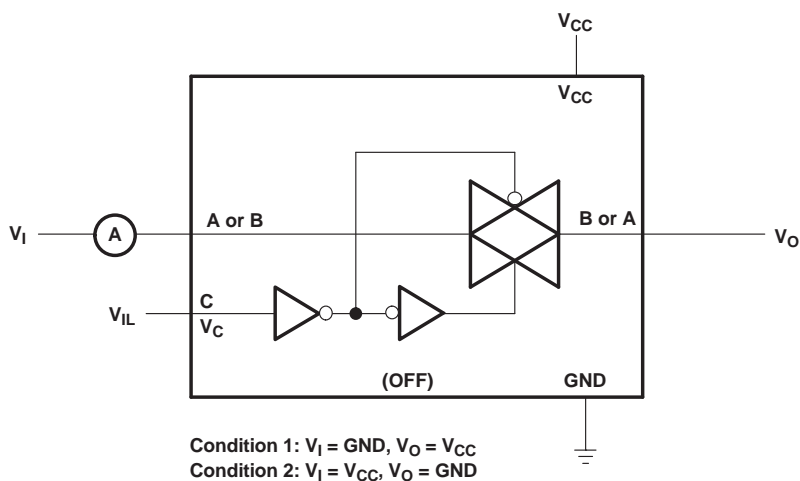 VCC
VCC
VI
A
A or B
B or A
VO
VIL
C
VC
(OFF)
GND
Condition 1: VI = GND, VO = VCC
Condition 2: VI = VCC, VO = GND